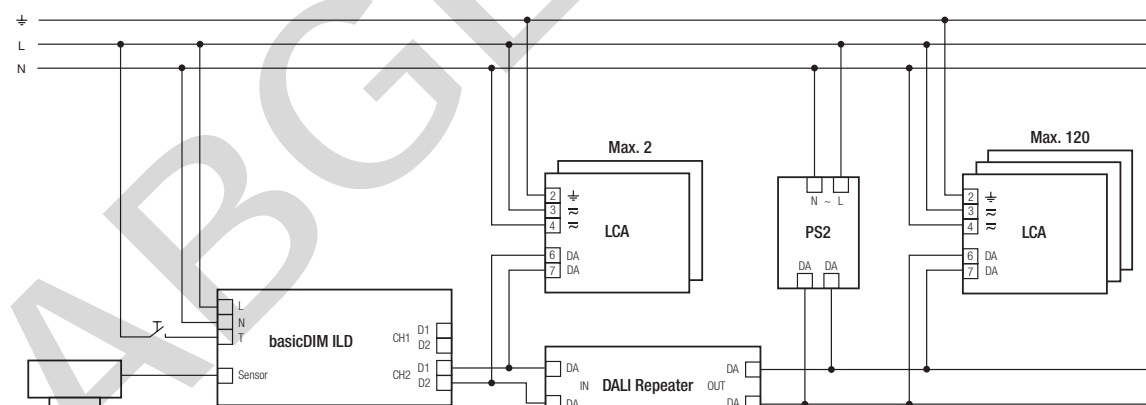 ⏚
L
N
Max. 2
Max. 120
2 ⏚
3 ≂
4 ≂
LCA
6 DA
7 DA
N ~ L
PS2
DA DA
2 ⏚
3 ≂
4 ≂
LCA
6 DA
7 DA
L
N
T
basicDIM ILD
CH1 D1
D2
CH2 D1
D2
Sensor
DA
IN DALI Repeater OUT
DA
DA
DA
ABGE